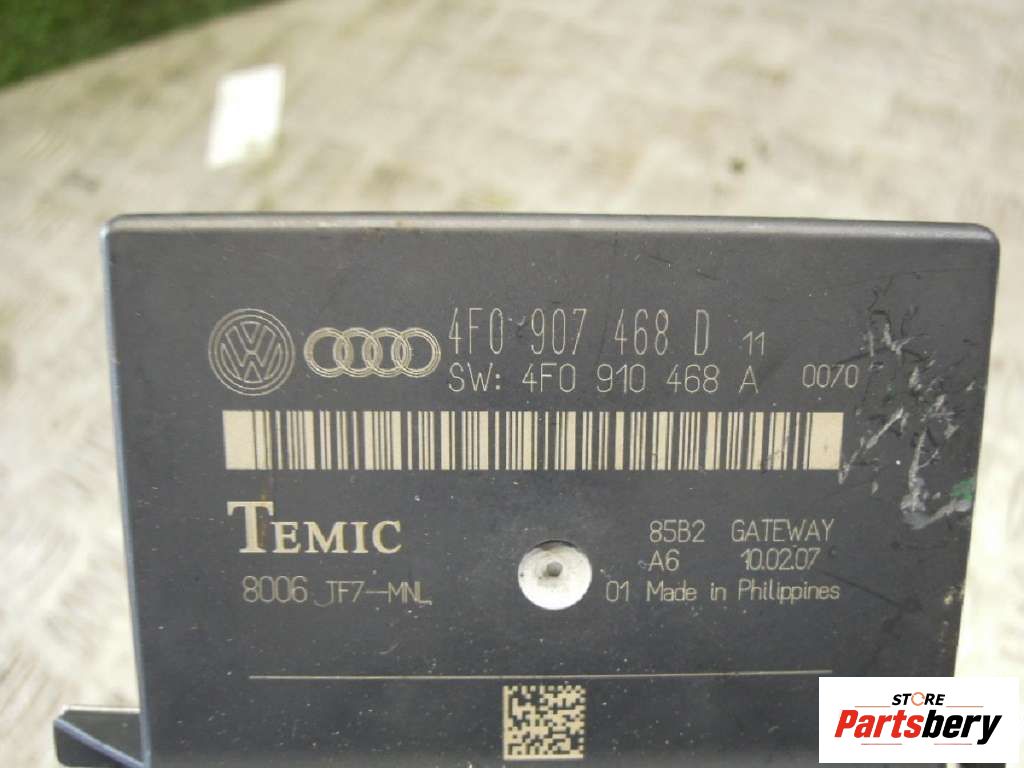 4F0 907 468 D 11
SW: 4F0 910 468 A 0070
TEMIC
85B2 GATEWAY
A6 10.02.07
8006 JF7-MNL
01 Made in Philippines
STORE
Partsbery